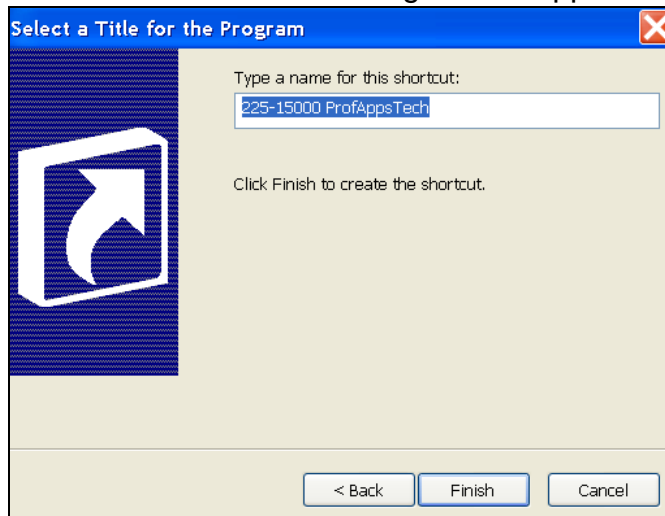 Select a Title for the Program
Type a name for this shortcut:
225-15000 ProfAppsTech
Click Finish to create the shortcut.
< Back
Finish
Cancel